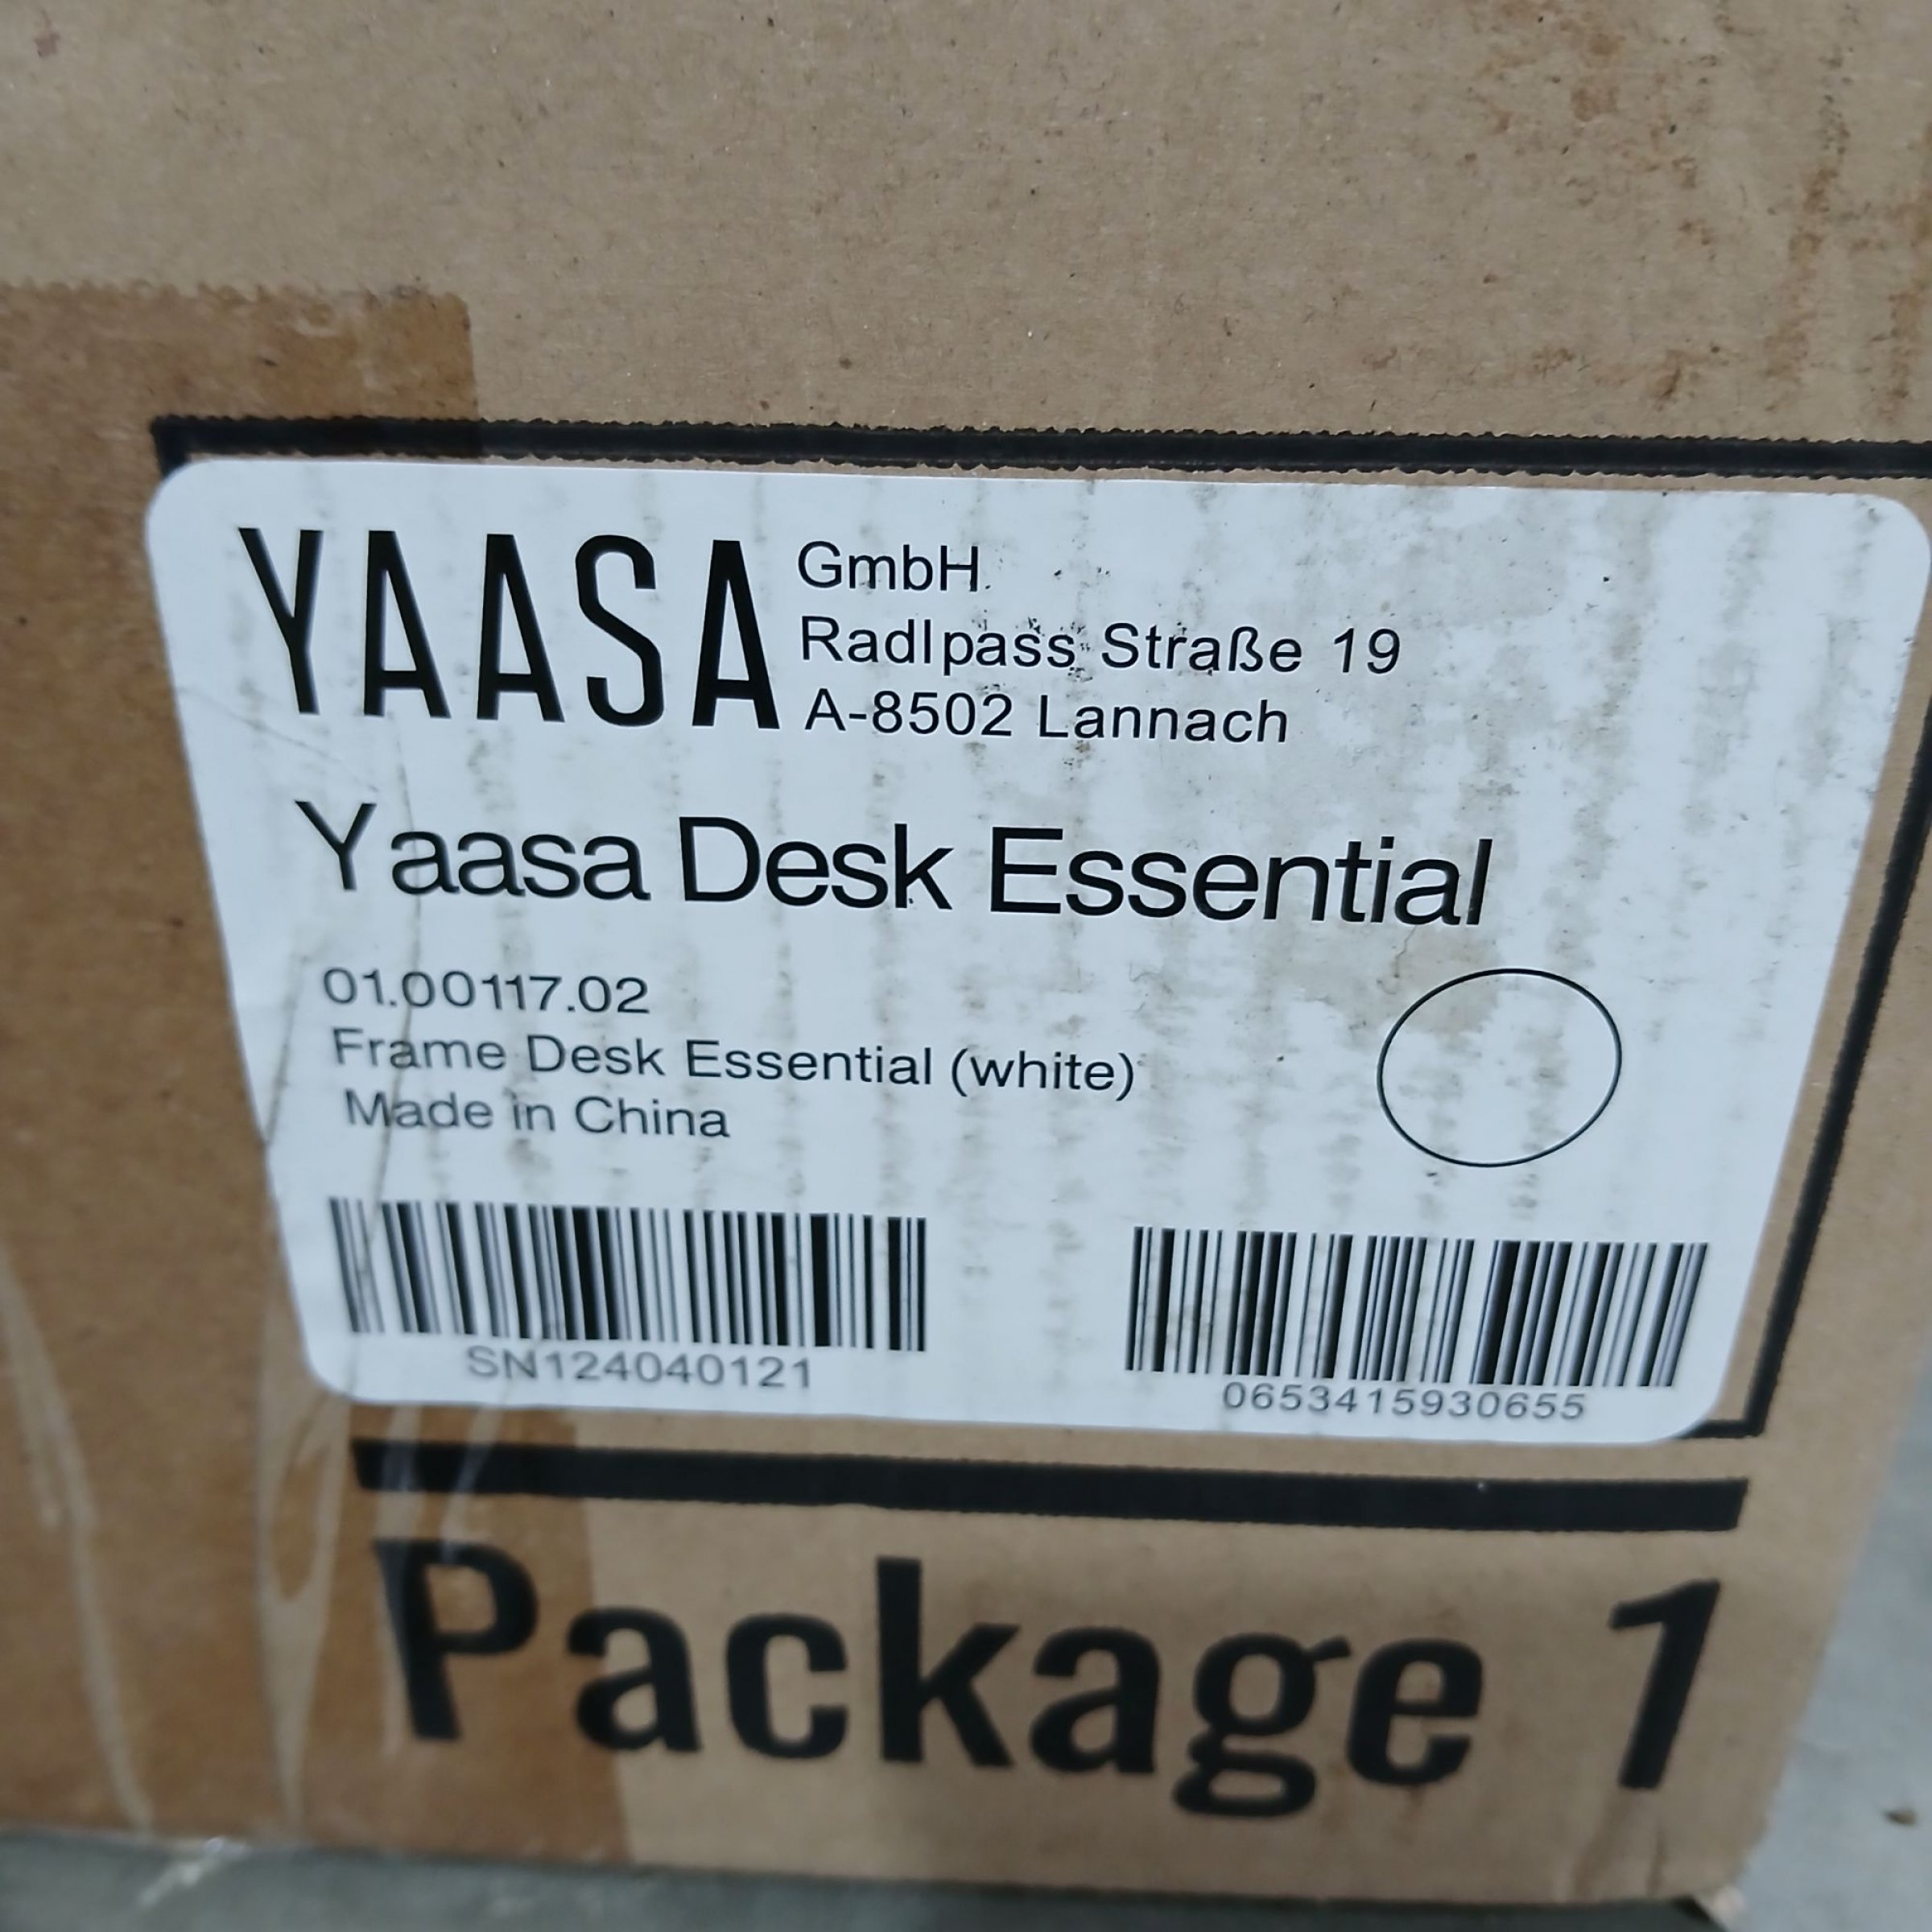 YAASA GmbH
Radlpass Straße 19
A-8502 Lannach
Yaasa Desk Essential
01.00117.02
Frame Desk Essential (white)
Made in China
SN124040121
0653415930655
Package 1